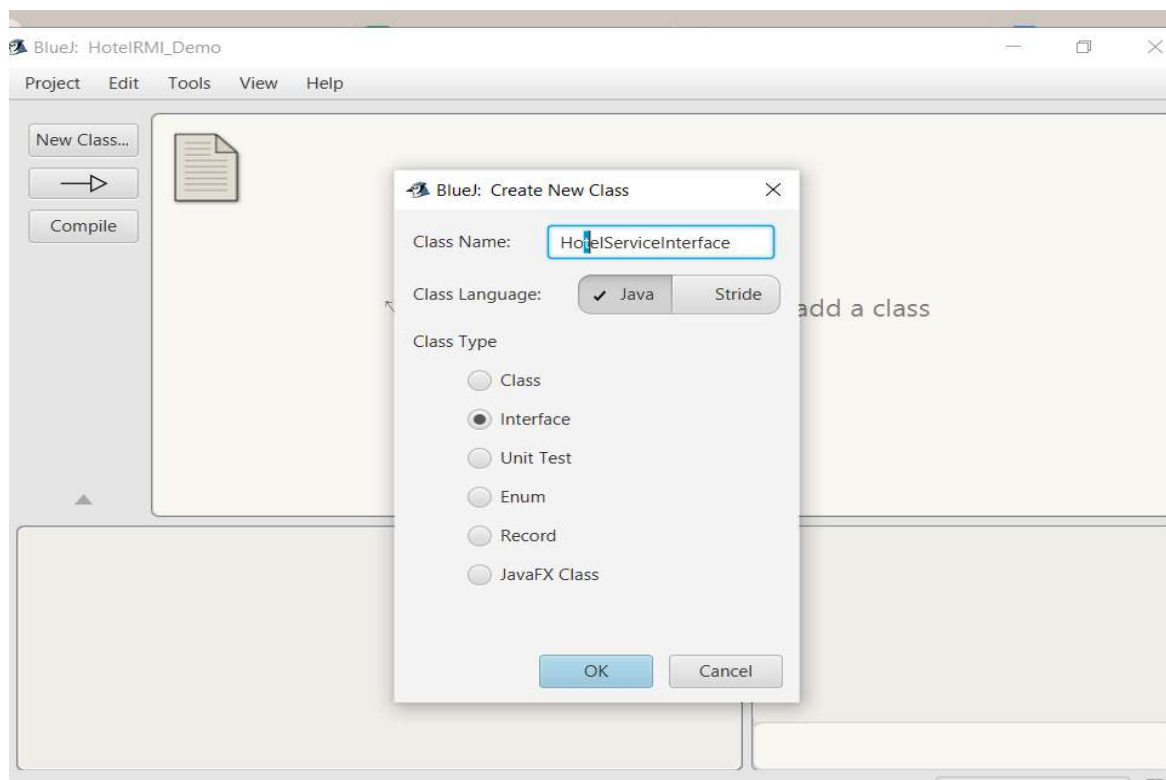 BlueJ: HotelRMI_Demo
Project Edit Tools View Help
New Class...
Compile
BlueJ: Create New Class
Class Name: HotelServiceInterface
Class Language: Java Stride
add a class
Class Type
Class
Interface
Unit Test
Enum
Record
JavaFX Class
OK Cancel